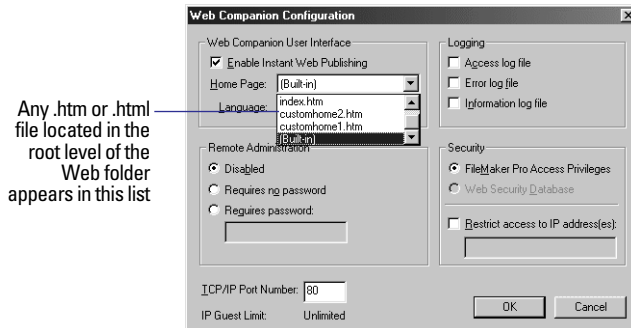 Web Companion Configuration
Web Companion User Interface
Enable Instant Web Publishing
Home Page: (Built-in)
Language:
index.htm
customhome2.htm
customhome1.htm
(Built-in)
Logging
Access log file
Error log file
Information log file
Any .htm or .html
file located in the
root level of the
Web folder
appears in this list
Remote Administration
Disabled
Requires no password
Requires password:
Security
FileMaker Pro Access Privileges
Web Security Database
Restrict access to IP address(es):
TCP/IP Port Number: 80
IP Guest Limit: Unlimited
OK
Cancel